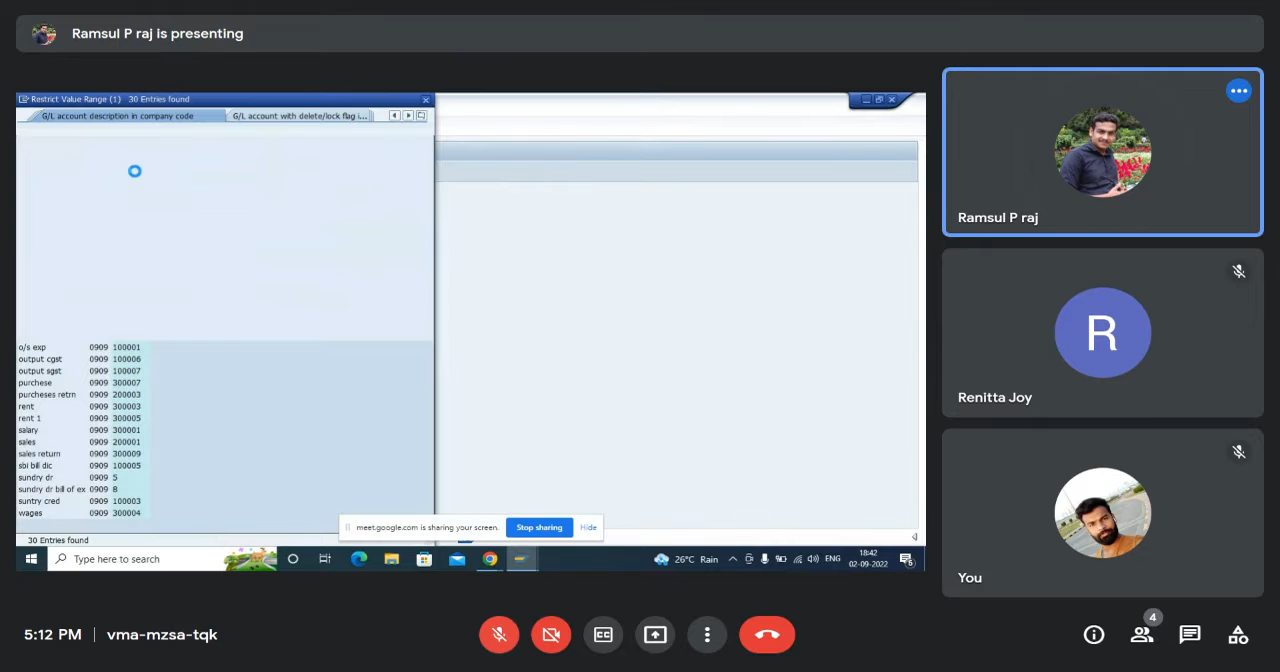 Ramsul P raj is presenting
Restrict Value Range (1) 30 Entries found
G/L account description in company code
G/L account with delete/lock flag i...
o/s exp 0909 100001
output cgst 0909 100006
output sgst 0909 100007
purchese 0909 300007
purcheses retrn 0909 200003
rent 0909 300003
rent 1 0909 300005
salary 0909 300001
sales 0909 200001
sales return 0909 300009
sbi bill dic 0909 100005
sundry dr 0909 5
sundry dr bill of ex 0909 8
suntry cred 0909 100003
wages 0909 300004
30 Entries found
meet.google.com is sharing your screen. Stop sharing Hide
Type here to search
26°C Rain
ENG
18:42
02-09-2022
6
Ramsul P raj
R
Renitta Joy
You
5:12 PM | vma-mzsa-tqk
CC
4